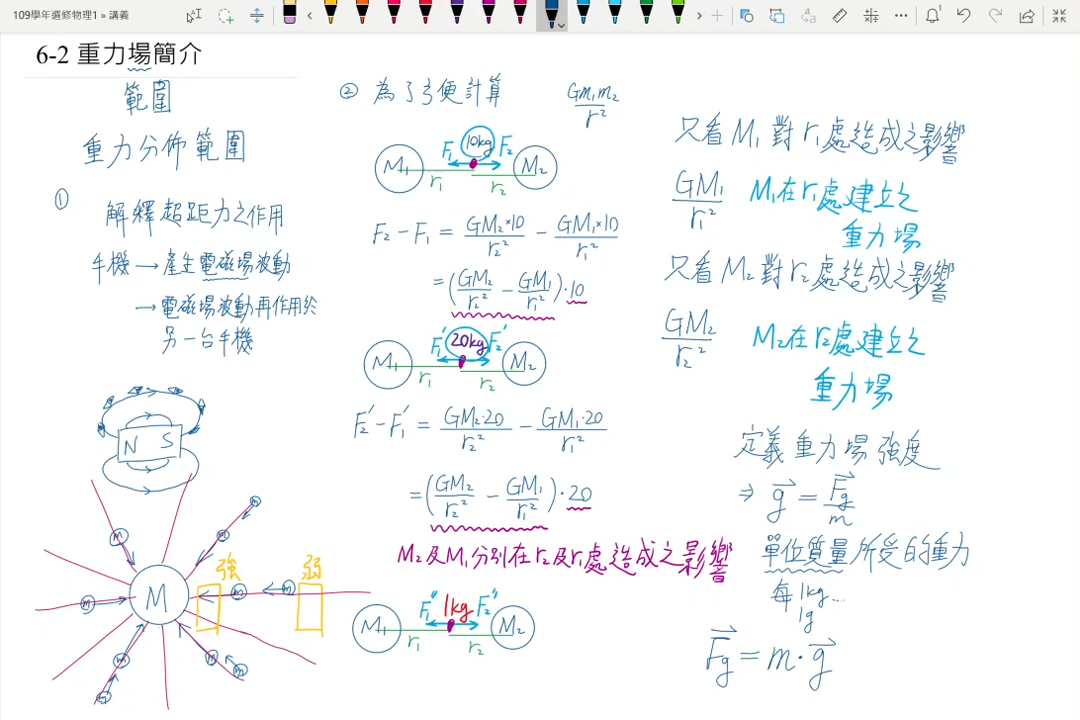 109學年選修物理1 » 講義
6-2 重力場簡介
範圍
重力分佈範圍
①
解釋超距力之作用
手機 → 產生電磁場波動
→ 電磁場波動再作用於
另一台手機
N S
M
m
m
m
m
m
m
m
m
m
m
強
弱
② 為了方便計算
Gm₁m₂/r²
M₁ F₁ 10kg F₂ M₂
r₁ r₂
F₂ − F₁ = GM₂×10/r₂² − GM₁×10/r₁²
= (GM₂/r₂² − GM₁/r₁²)·10
M₁ F₁′ 20kg F₂′ M₂
r₁ r₂
F₂′ − F₁′ = GM₂·20/r₂² − GM₁·20/r₁²
= (GM₂/r₂² − GM₁/r₁²)·20
M₂及M₁分別在r₂及r₁處造成之影響
M₁ F₁″ 1kg F₂″ M₂
r₁ r₂
只看M₁對r₁處造成之影響
GM₁/r₁² M₁在r₁處建立之
重力場
只看M₂對r₂處造成之影響
GM₂/r₂² M₂在r₂處建立之
重力場
定義重力場強度
⇒ g⃗ = F⃗g/m
單位質量所受的重力
每1kg...
1g
F⃗g = m·g⃗